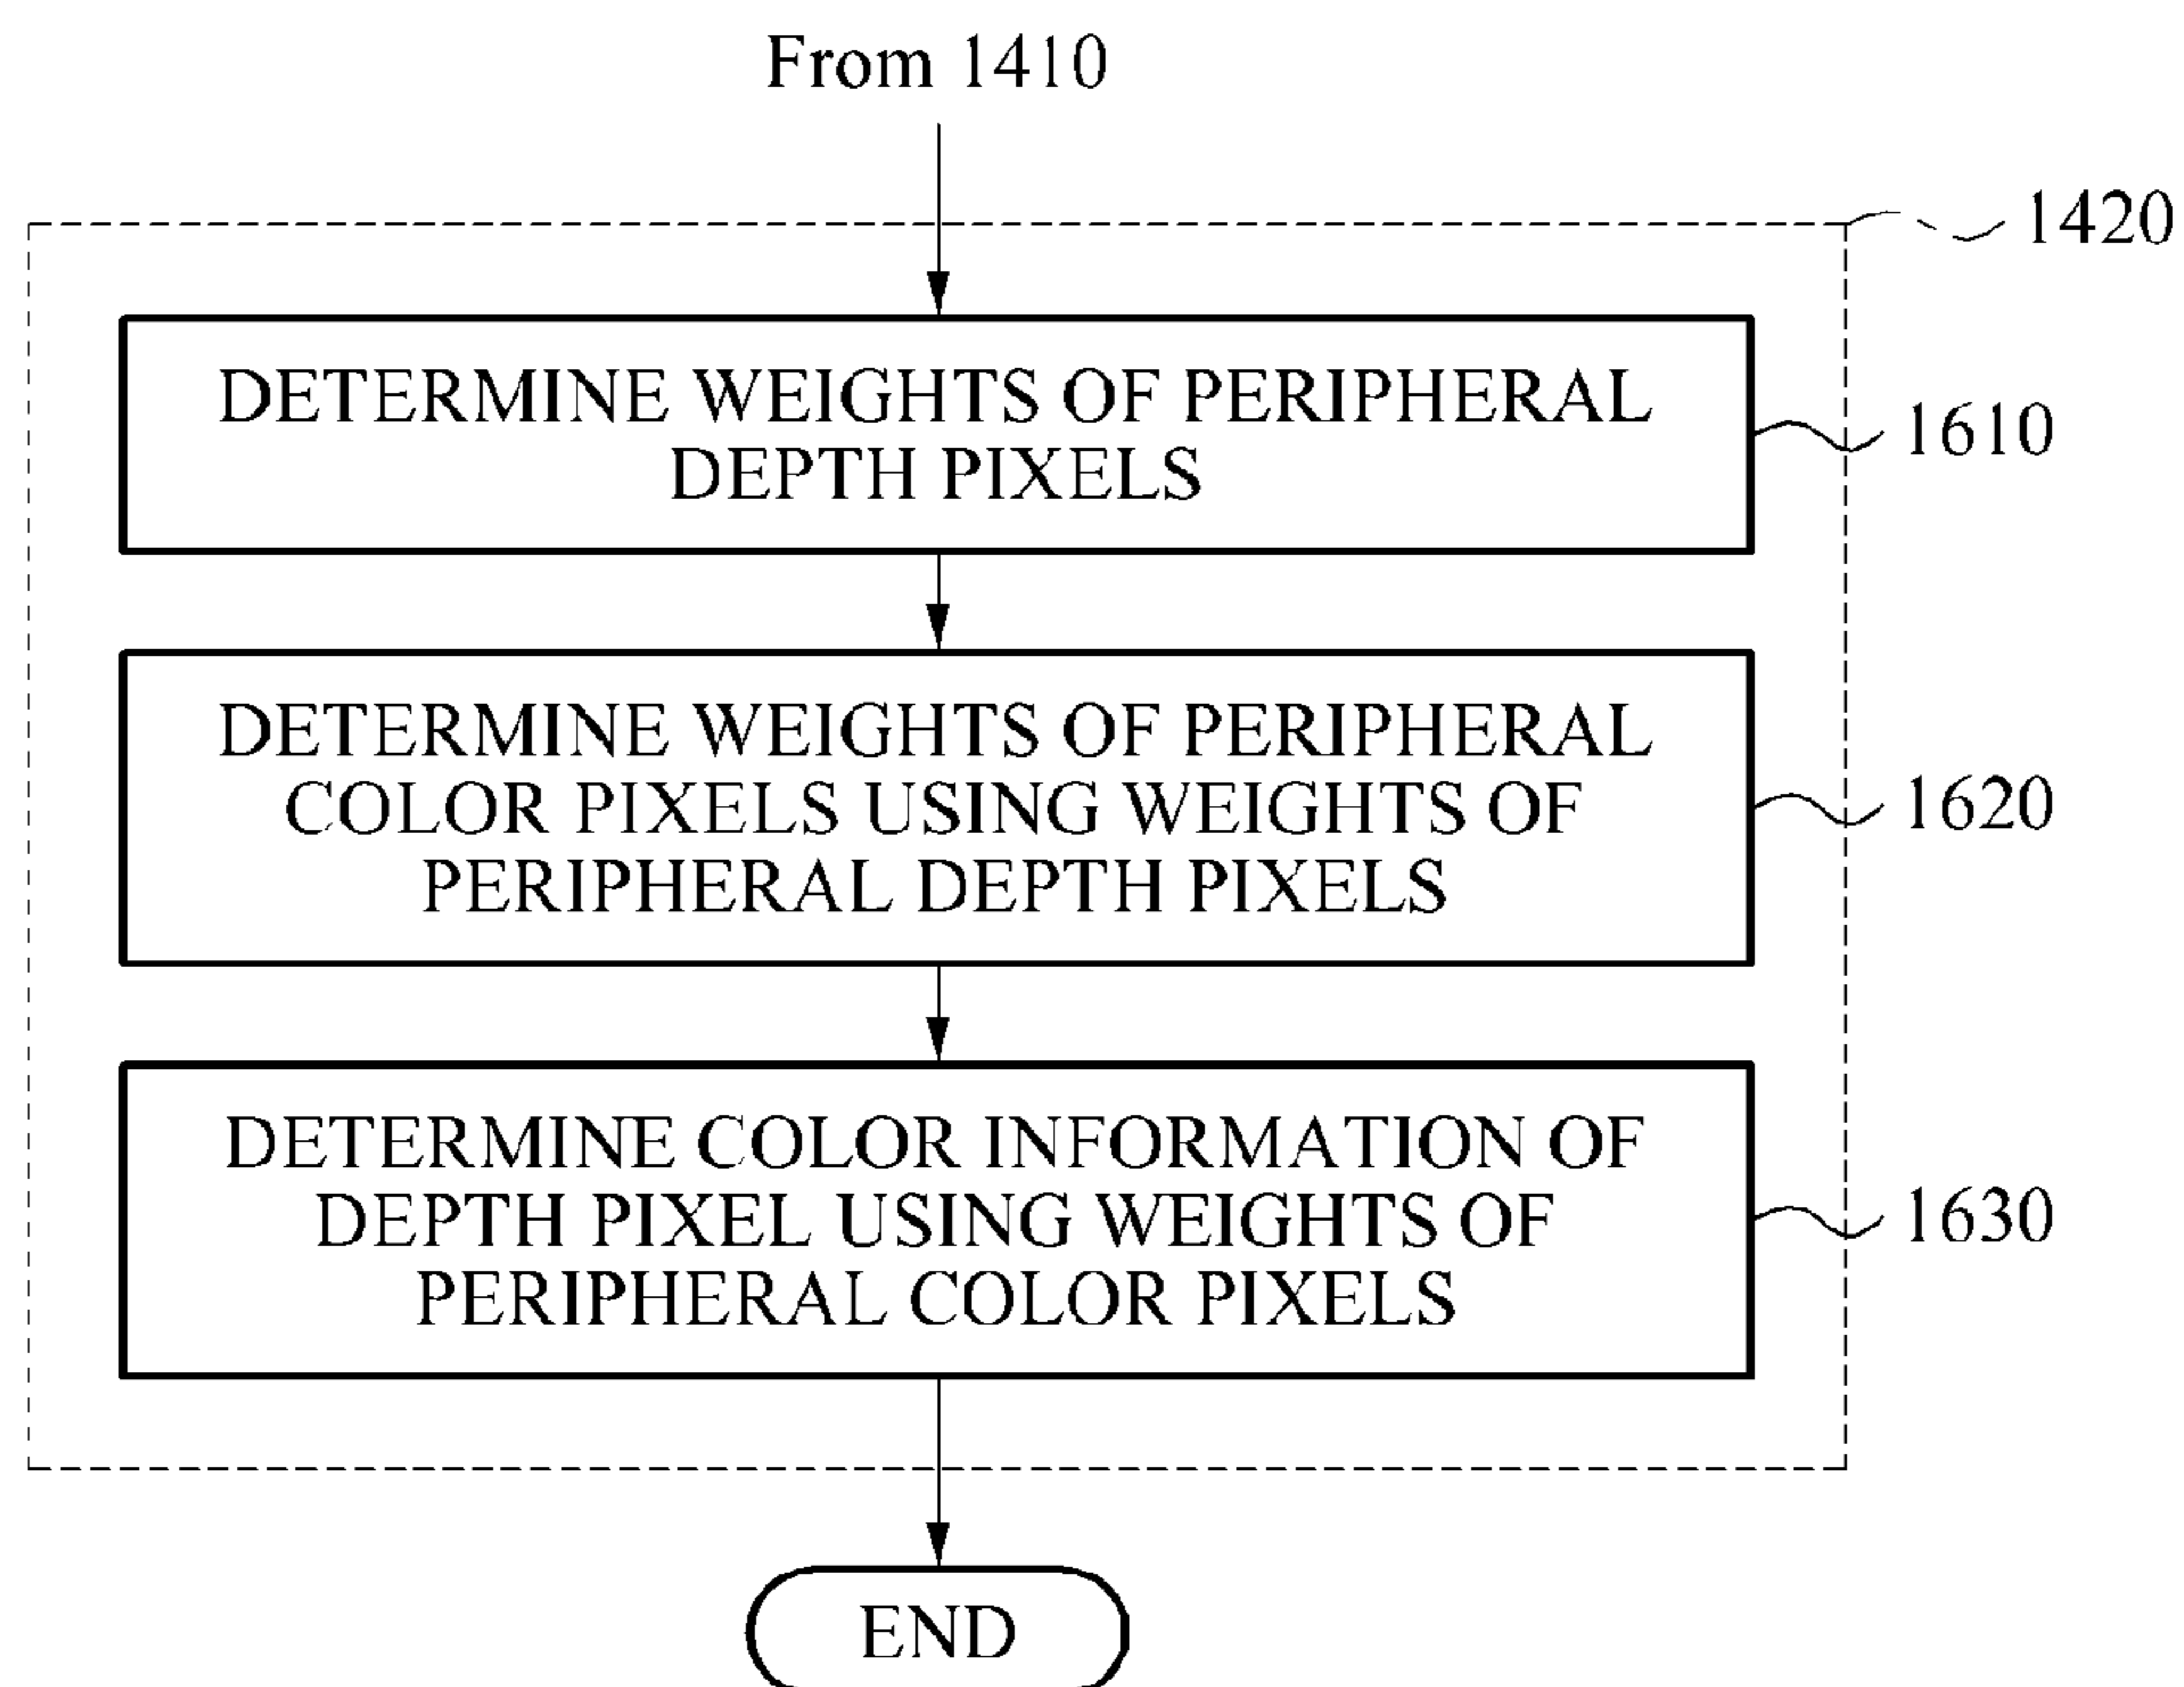 From 1410
1420
DETERMINE WEIGHTS OF PERIPHERAL
DEPTH PIXELS
1610
DETERMINE WEIGHTS OF PERIPHERAL
COLOR PIXELS USING WEIGHTS OF
PERIPHERAL DEPTH PIXELS
1620
DETERMINE COLOR INFORMATION OF
DEPTH PIXEL USING WEIGHTS OF
PERIPHERAL COLOR PIXELS
1630
END